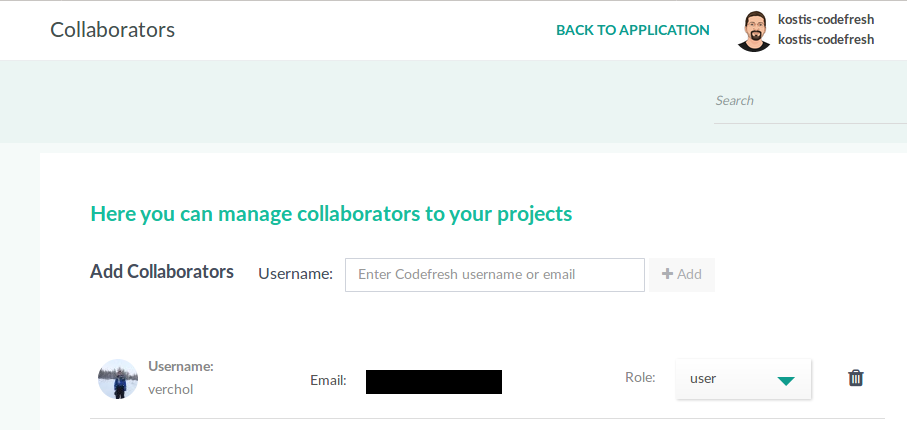 Collaborators
BACK TO APPLICATION
kostis-codefresh
kostis-codefresh
Search
Here you can manage collaborators to your projects
Add Collaborators Username: Enter Codefresh username or email + Add
Username:
verchol
Email:
Role: user